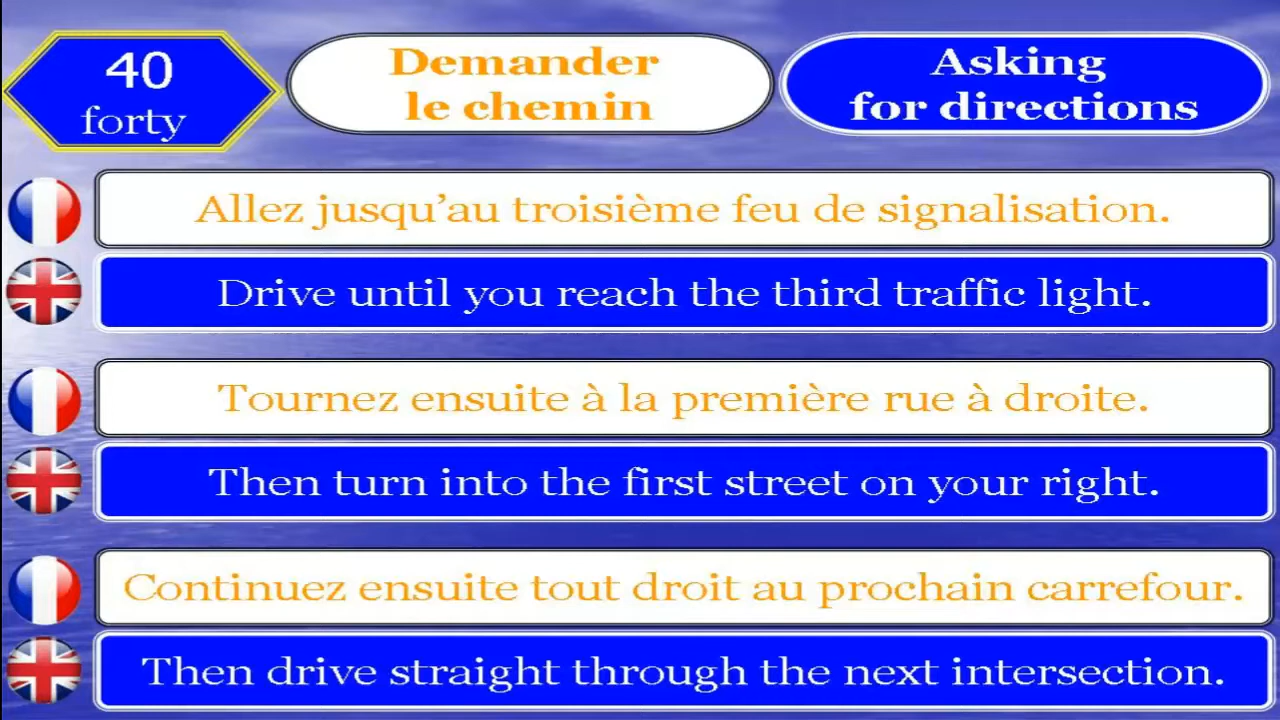 40
forty
Demander
le chemin
Asking
for directions
Allez jusqu’au troisième feu de signalisation.
Drive until you reach the third traffic light.
Tournez ensuite à la première rue à droite.
Then turn into the first street on your right.
Continuez ensuite tout droit au prochain carrefour.
Then drive straight through the next intersection.